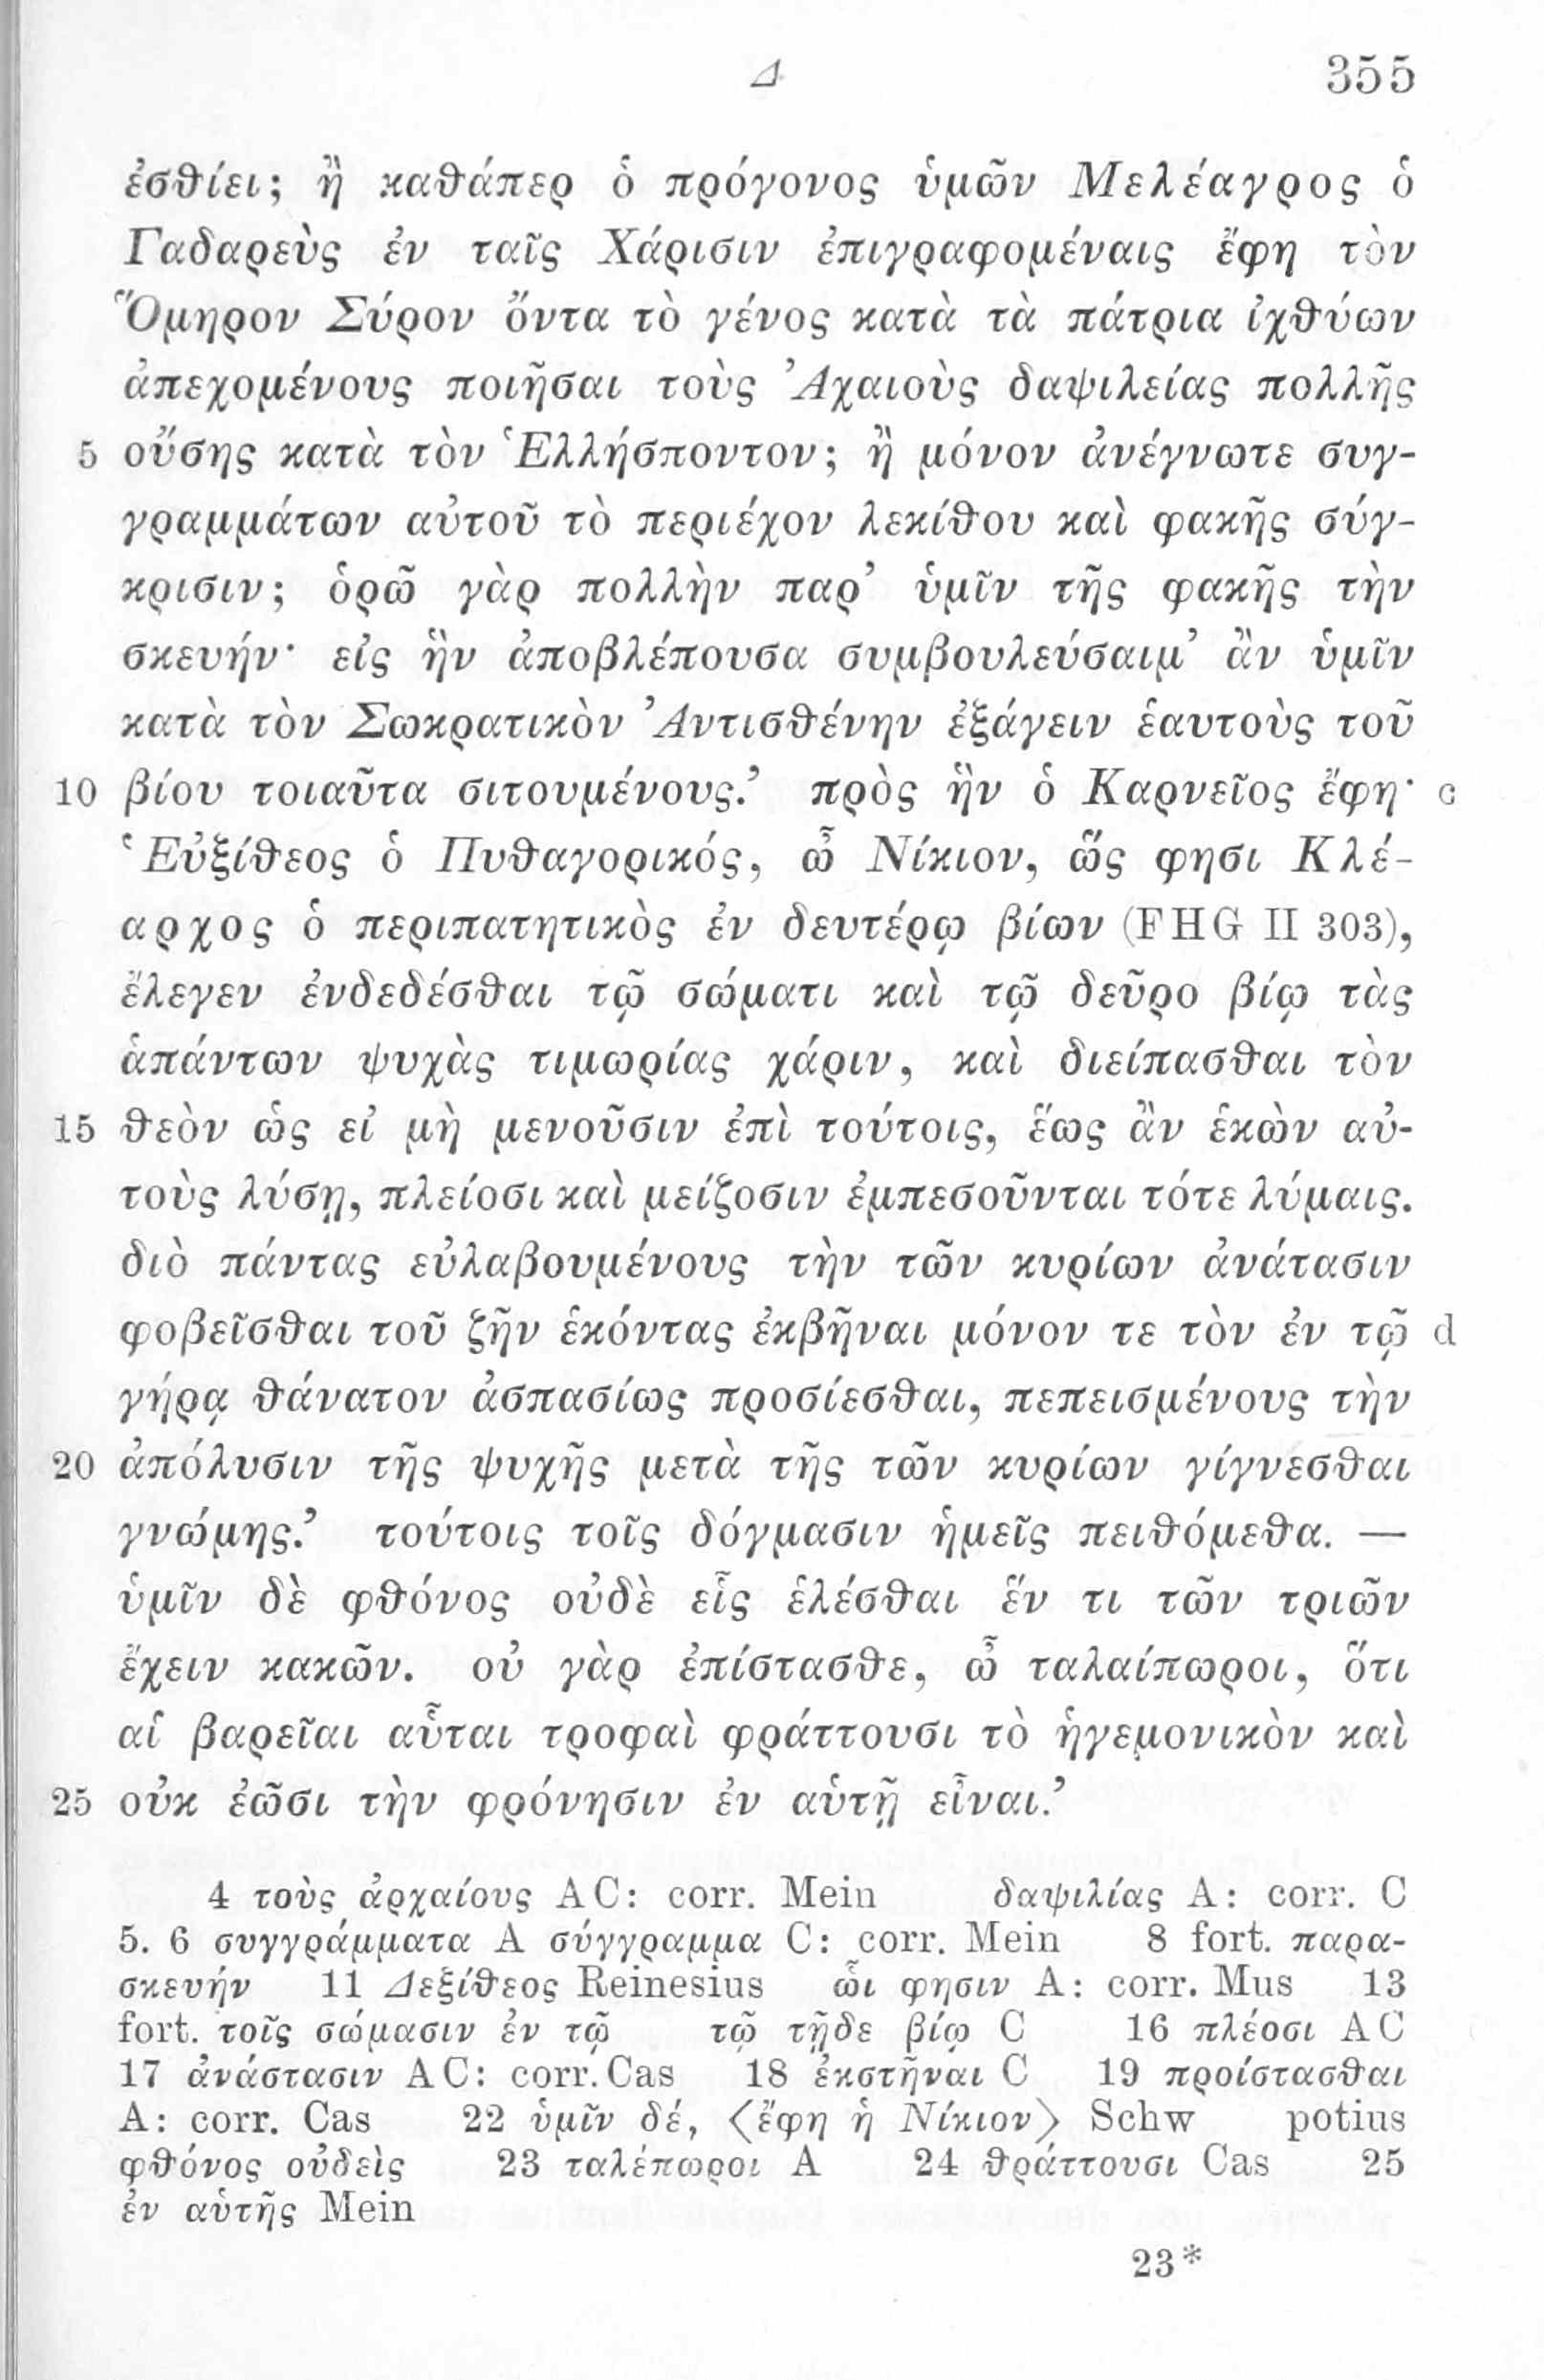 Δ 355
ἐσθίει; ἢ καθάπερ ὁ πρόγονος ὑμῶν Μελέαγρος ὁ
Γαδαρεὺς ἐν ταῖς Χάρισιν ἐπιγραφομέναις ἔφη τὸν
Ὅμηρον Σύρον ὄντα τὸ γένος κατὰ τὰ πάτρια ἰχθύων
ἀπεχομένους ποιῆσαι τοὺς Ἀχαιοὺς δαψιλείας πολλῆς
5 οὔσης κατὰ τὸν Ἑλλήσποντον; ἢ μόνον ἀνέγνωτε συγ-
γραμμάτων αὐτοῦ τὸ περιέχον λεκίθου καὶ φακῆς σύγ-
κρισιν; ὁρῶ γὰρ πολλὴν παρ’ ὑμῖν τῆς φακῆς τὴν
σκευήν· εἰς ἣν ἀποβλέπουσα συμβουλεύσαιμ’ ἂν ὑμῖν
κατὰ τὸν Σωκρατικὸν Ἀντισθένην ἐξάγειν ἑαυτοὺς τοῦ
10 βίου τοιαῦτα σιτουμένους.’ πρὸς ἣν ὁ Καρνεῖος ἔφη· c
‘Εὐξίθεος ὁ Πυθαγορικός, ὦ Νίκιον, ὥς φησι Κλέ-
αρχος ὁ περιπατητικὸς ἐν δευτέρῳ βίων (FHG II 303),
ἔλεγεν ἐνδεδέσθαι τῷ σώματι καὶ τῷ δεῦρο βίῳ τὰς
ἁπάντων ψυχὰς τιμωρίας χάριν, καὶ διείπασθαι τὸν
15 θεὸν ὡς εἰ μὴ μενοῦσιν ἐπὶ τούτοις, ἕως ἂν ἑκὼν αὐ-
τοὺς λύσῃ, πλείοσι καὶ μείζοσιν ἐμπεσοῦνται τότε λύμαις.
διὸ πάντας εὐλαβουμένους τὴν τῶν κυρίων ἀνάτασιν
φοβεῖσθαι τοῦ ζῆν ἑκόντας ἐκβῆναι μόνον τε τὸν ἐν τῷ d
γήρᾳ θάνατον ἀσπασίως προσίεσθαι, πεπεισμένους τὴν
20 ἀπόλυσιν τῆς ψυχῆς μετὰ τῆς τῶν κυρίων γίγνεσθαι
γνώμης.’ τούτοις τοῖς δόγμασιν ἡμεῖς πειθόμεθα. —
ὑμῖν δὲ φθόνος οὐδὲ εἷς ἑλέσθαι ἕν τι τῶν τριῶν
ἔχειν κακῶν. οὐ γὰρ ἐπίστασθε, ὦ ταλαίπωροι, ὅτι
αἱ βαρεῖαι αὗται τροφαὶ φράττουσι τὸ ἡγεμονικὸν καὶ
25 οὐκ ἐῶσι τὴν φρόνησιν ἐν αὑτῇ εἶναι.’
4 τοὺς ἀρχαίους AC: corr. Mein δαψιλίας A: corr. C
5. 6 συγγράμματα A σύγγραμμα C: corr. Mein 8 fort. παρα-
σκευήν 11 Δεξίθεος Reinesius ὧι φησιν A: corr. Mus 13
fort. τοῖς σώμασιν ἐν τῷ τῷ τῇδε βίῳ C 16 πλέοσι AC
17 ἀνάστασιν AC: corr. Cas 18 ἐκστῆναι C 19 προίστασθαι
A: corr. Cas 22 ὑμῖν δέ, 〈ἔφη ἡ Νίκιον〉 Schw potius
φθόνος οὐδεὶς 23 ταλέπωροι A 24 θράττουσι Cas 25
ἐν αὑτῆς Mein
23*